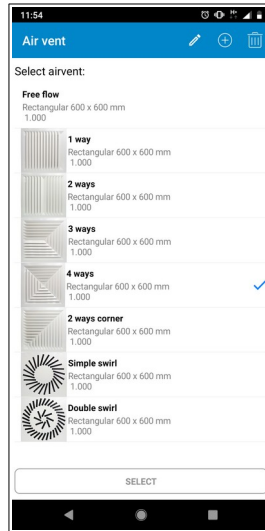 11:54
Air vent
Select airvent:
Free flow
Rectangular 600 x 600 mm
1.000
1 way
Rectangular 600 x 600 mm
1.000
2 ways
Rectangular 600 x 600 mm
1.000
3 ways
Rectangular 600 x 600 mm
1.000
4 ways
Rectangular 600 x 600 mm
1.000
2 ways corner
Rectangular 600 x 600 mm
1.000
Simple swirl
Rectangular 600 x 600 mm
1.000
Double swirl
Rectangular 600 x 600 mm
1.000
SELECT